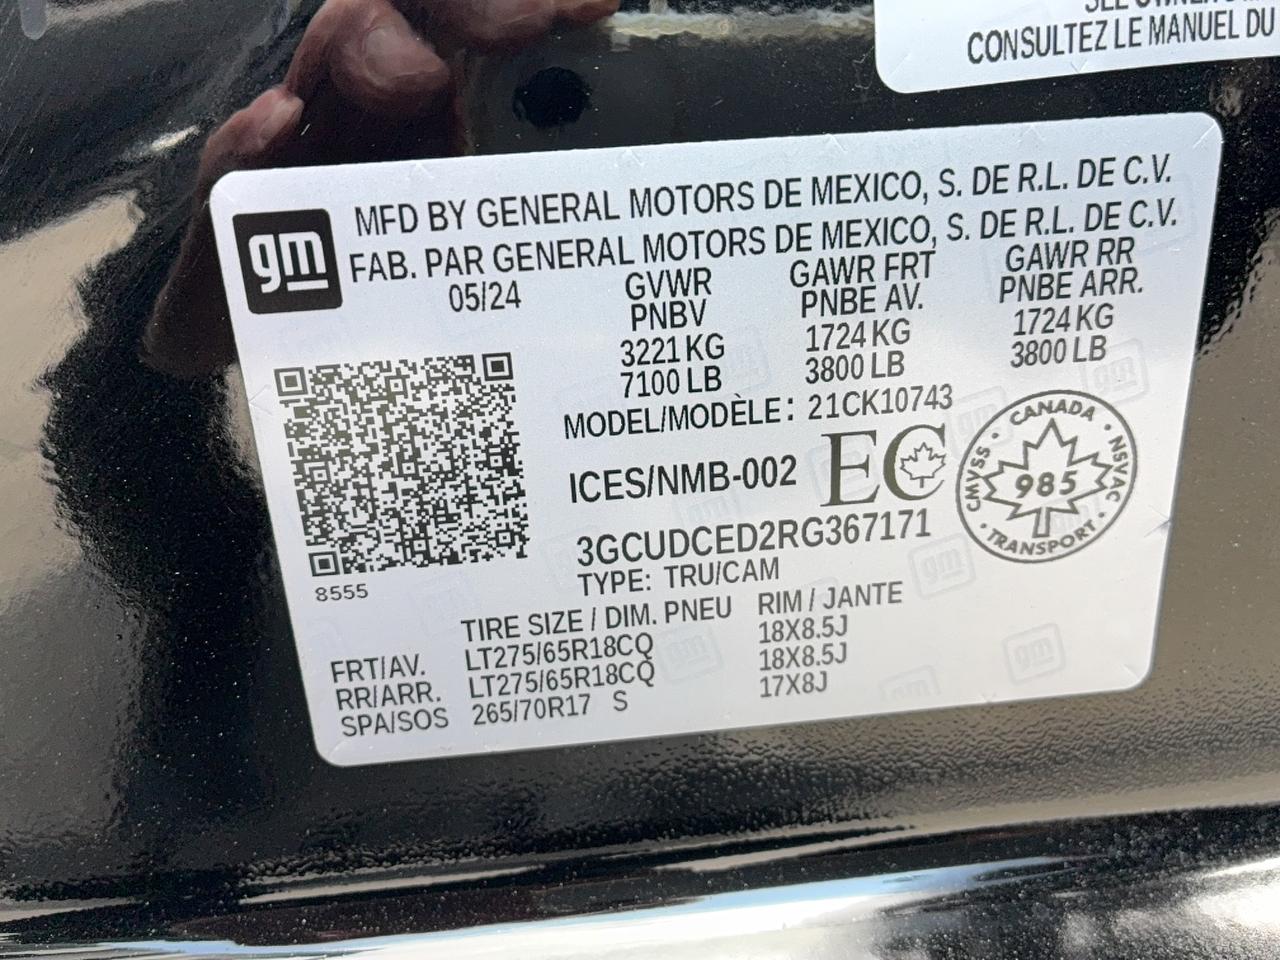 CONSULTEZ LE MANUEL DU
gm
MFD BY GENERAL MOTORS DE MEXICO, S. DE R.L. DE C.V.
FAB. PAR GENERAL MOTORS DE MEXICO, S. DE R.L. DE C.V.
05/24
GVWR GAWR FRT GAWR RR
PNBV PNBE AV. PNBE ARR.
3221 KG 1724 KG 1724 KG
7100 LB 3800 LB 3800 LB
MODEL/MODÈLE: 21CK10743
ICES/NMB-002 EC
CANADA
CMVSS 985 NSVAC
TRANSPORT
3GCUDCED2RG367171
TYPE: TRU/CAM
8555
TIRE SIZE / DIM. PNEU RIM / JANTE
FRT/AV. LT275/65R18CQ 18X8.5J
RR/ARR. LT275/65R18CQ 18X8.5J
SPA/SOS 265/70R17 S 17X8J